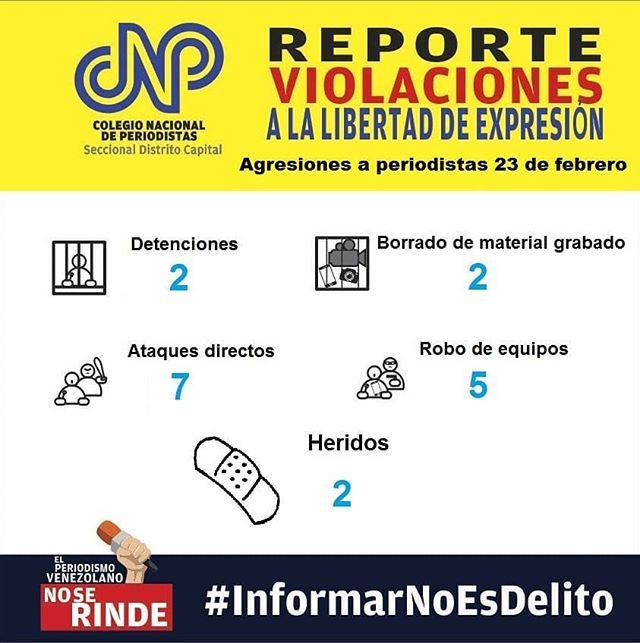 CNP
COLEGIO NACIONAL
DE PERIODISTAS
Seccional Distrito Capital
REPORTE
VIOLACIONES
A LA LIBERTAD DE EXPRESIÓN
Agresiones a periodistas 23 de febrero
Detenciones
2
Borrado de material grabado
2
Ataques directos
7
Robo de equipos
5
Heridos
2
EL
PERIODISMO
VENEZOLANO
NO SE
RINDE
#InformarNoEsDelito